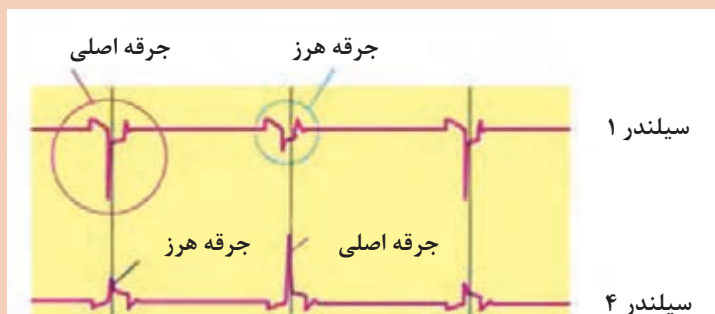 جرقه اصلی
جرقه هرز
سیلندر ۱
جرقه اصلی
جرقه هرز
سیلندر ۴